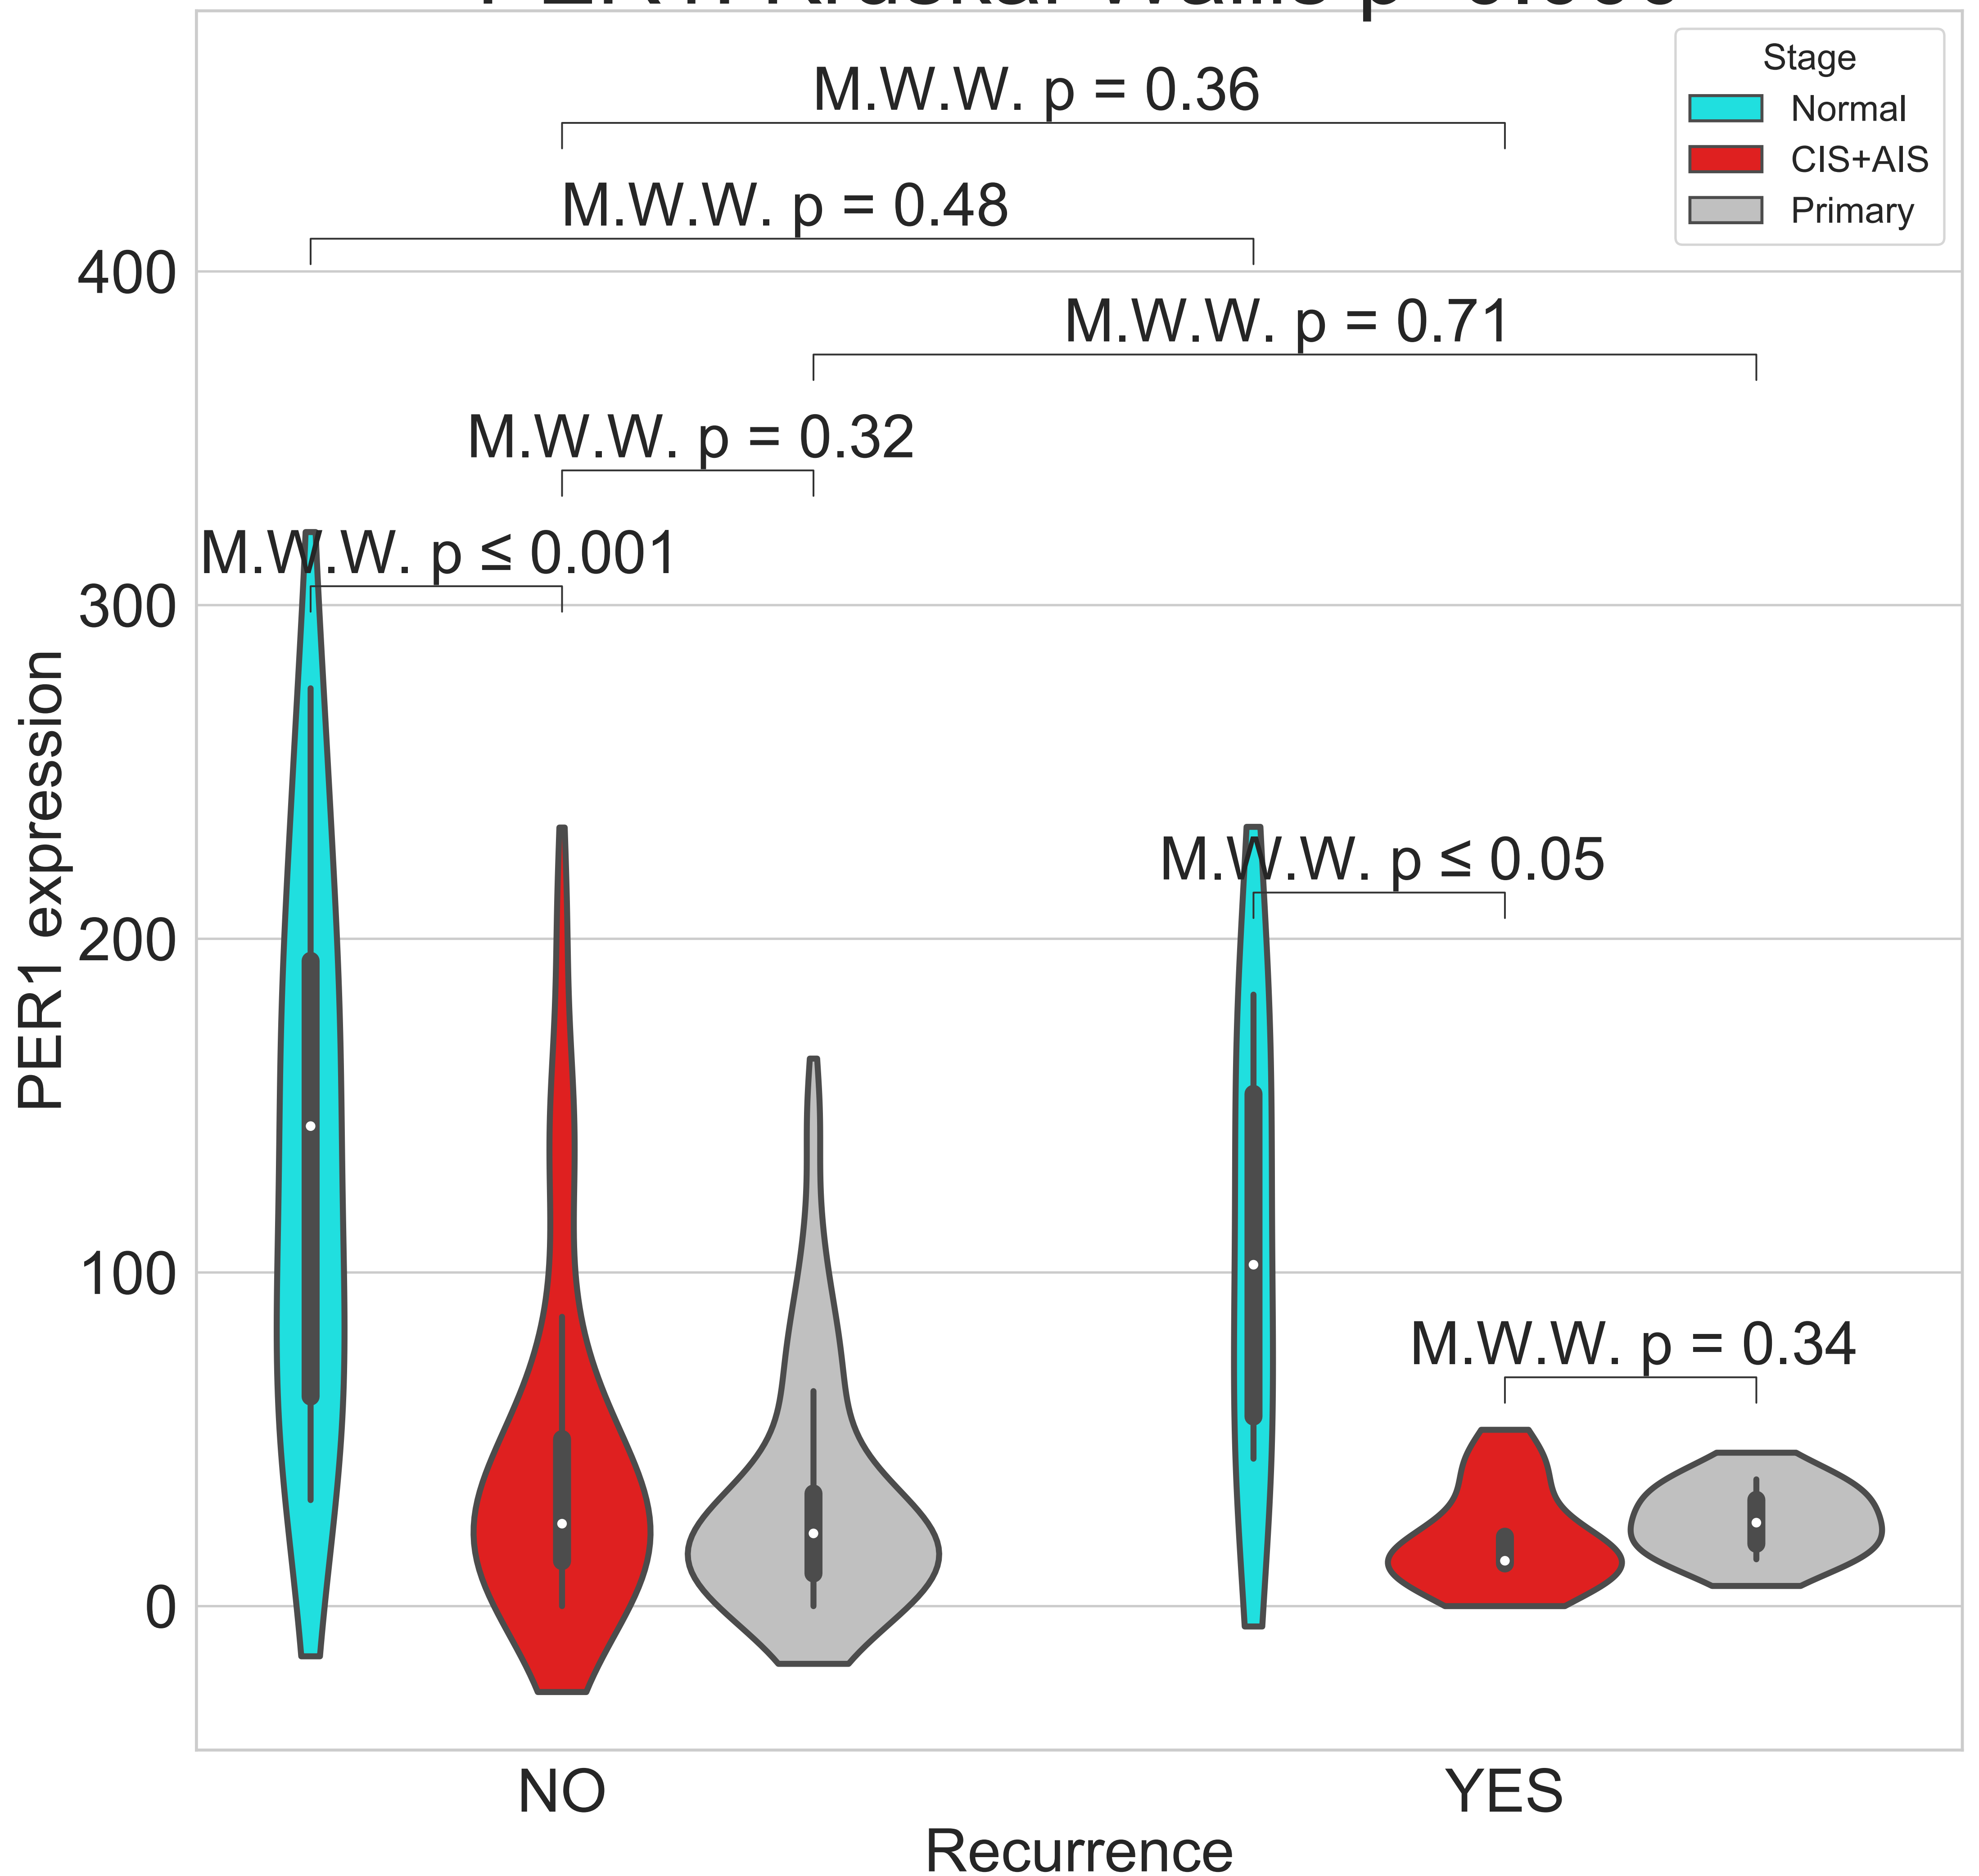 Stage
Normal
CIS+AIS
Primary
M.W.W. p = 0.36
M.W.W. p = 0.48
M.W.W. p = 0.71
M.W.W. p = 0.32
M.W.W. p ≤ 0.001
M.W.W. p ≤ 0.05
M.W.W. p = 0.34
400
300
200
100
0
PER1 expression
NO
YES
Recurrence